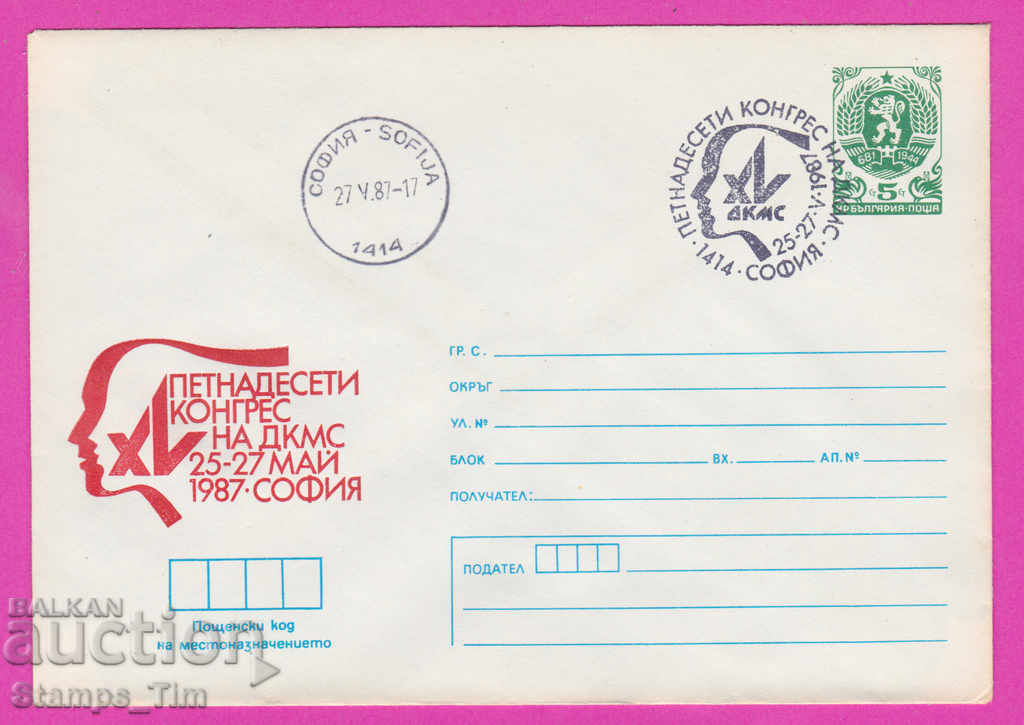 СОФИЯ - SOFIJA
27 V.87-17
1414
ПЕТНАДЕСЕТИ КОНГРЕС НА ДКМС
XV
ДКМС
25-27·V·1987
·1414·СОФИЯ·
681 1944
5
НР БЪЛГАРИЯ·ПОЩА
XV
ПЕТНАДЕСЕТИ
КОНГРЕС
НА ДКМС
25-27 МАЙ
1987·СОФИЯ
ГР. С.
ОКРЪГ
УЛ. №
БЛОК ВХ. АП. №
ПОЛУЧАТЕЛ:
ПОДАТЕЛ
Пощенски код
на местоназначението
BALKAN
auction
Stamps_Tim